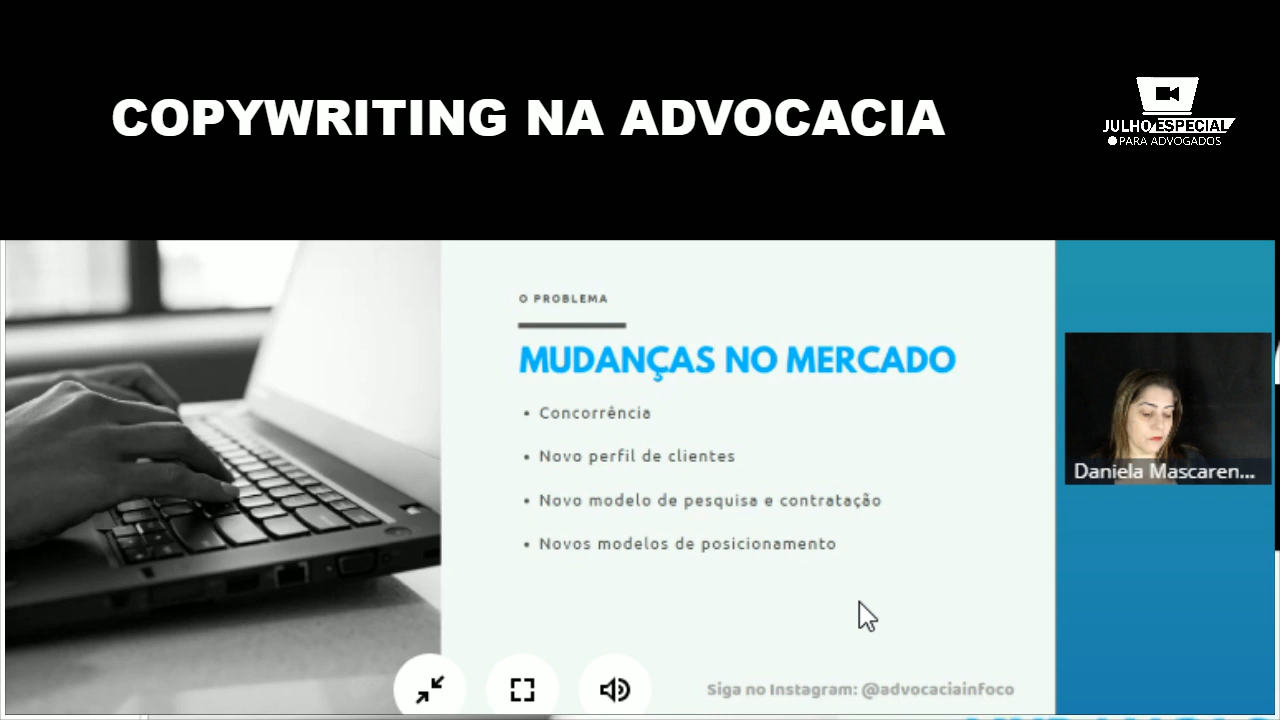 COPYWRITING NA ADVOCACIA
JULHO ESPECIAL
PARA ADVOGADOS
O PROBLEMA
MUDANÇAS NO MERCADO
• Concorrência
• Novo perfil de clientes
• Novo modelo de pesquisa e contratação
• Novos modelos de posicionamento
Daniela Mascaren...
Siga no Instagram: @advocaciainfoco